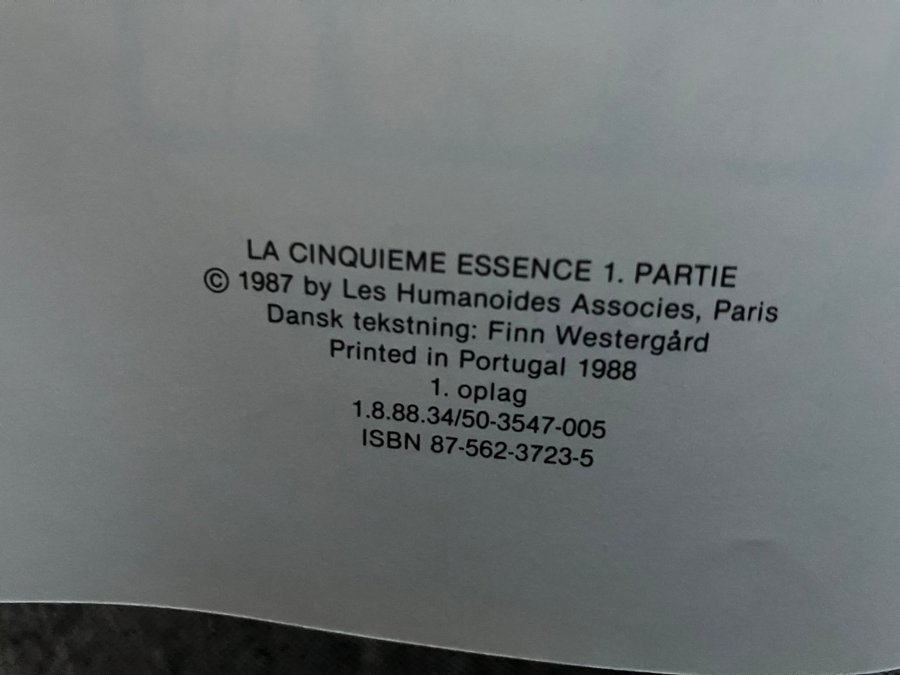 LA CINQUIEME ESSENCE 1. PARTIE
© 1987 by Les Humanoides Associes, Paris
Dansk tekstning: Finn Westergård
Printed in Portugal 1988
1. oplag
1.8.88.34/50-3547-005
ISBN 87-562-3723-5